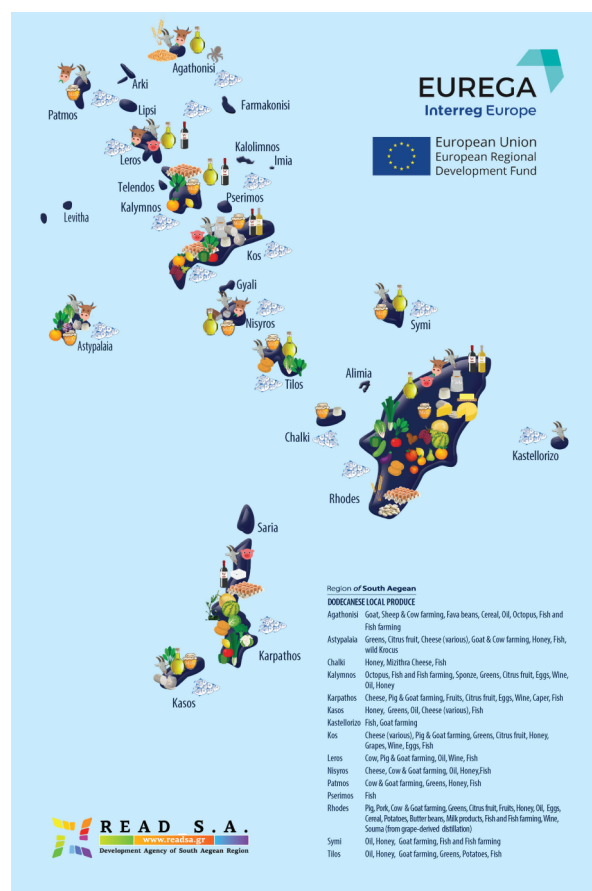 Agathonisi
Arki
Patmos
Lipsi
Farmakonisi
EUREGA
Interreg Europe
European Union
European Regional
Development Fund
Leros
Kalolimnos
Imia
Telendos
Kalymnos
Pserimos
Levitha
Kos
Gyali
Nisyros
Astypalaia
Symi
Tilos
Alimia
Chalki
Kastellorizo
Rhodes
Saria
Karpathos
Kasos
Region of South Aegean
DODECANESE LOCAL PRODUCE
Agathonisi Goat, Sheep & Cow farming, Fava beans, Cereal, Oil, Octopus, Fish and
Fish farming
Astypalaia Greens, Citrus fruit, Cheese (various), Goat & Cow farming, Honey, Fish,
wild Krocus
Chalki Honey, Mizithra Cheese, Fish
Kalymnos Octopus, Fish and Fish farming, Sponze, Greens, Citrus fruit, Eggs, Wine,
Oil, Honey
Karpathos Cheese, Pig & Goat farming, Fruits, Citrus fruit, Eggs, Wine, Caper, Fish
Kasos Honey, Greens, Oil, Cheese (various), Fish
Kastellorizo Fish, Goat farming
Kos Cheese (various), Pig & Goat farming, Greens, Citrus fruit, Honey,
Grapes, Wine, Eggs, Fish
Leros Cow, Pig & Goat farming, Oil, Wine, Fish
Nisyros Cheese, Cow & Goat farming, Oil, Honey,Fish
Patmos Cow & Goat farming, Greens, Honey, Fish
Pserimos Fish
Rhodes Pig, Pork, Cow & Goat farming, Greens, Citrus fruit, Fruits, Honey, Oil, Eggs,
Cereal, Potatoes, Butter beans, Milk products, Fish and Fish farming, Wine,
Souma (from grape-derived distillation)
Symi Oil, Honey, Goat farming, Fish and Fish farming
Tilos Oil, Honey, Goat farming, Greens, Potatoes, Fish
READ S.A.
www.readsa.gr
Development Agency of South Aegean Region